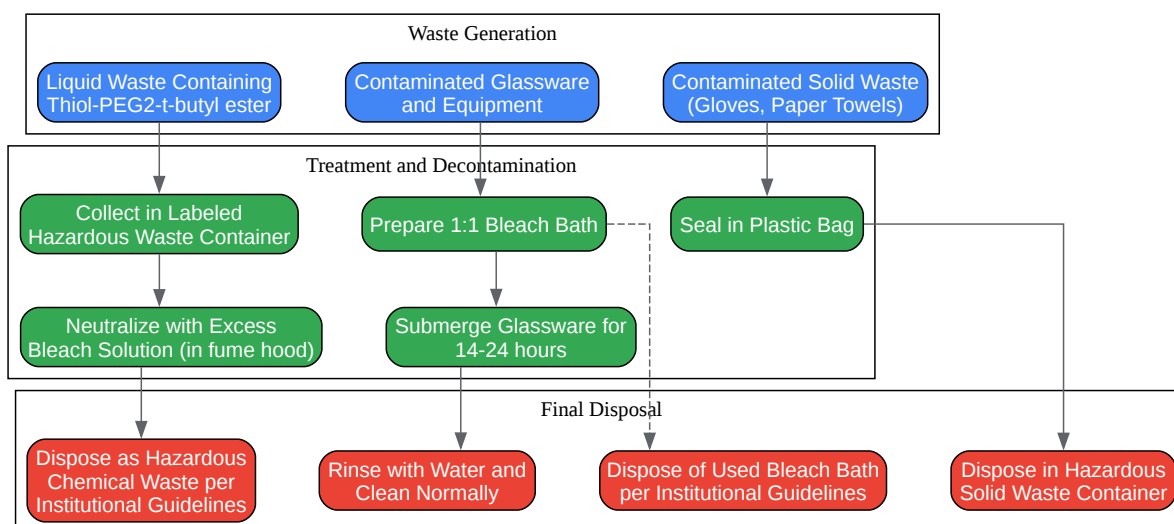 Waste Generation
Liquid Waste Containing
Thiol-PEG2-t-butyl ester
Contaminated Glassware
and Equipment
Contaminated Solid Waste
(Gloves, Paper Towels)
Treatment and Decontamination
Collect in Labeled
Hazardous Waste Container
Prepare 1:1 Bleach Bath
Seal in Plastic Bag
Neutralize with Excess
Bleach Solution (in fume hood)
Submerge Glassware for
14-24 hours
Final Disposal
Dispose as Hazardous
Chemical Waste per
Institutional Guidelines
Rinse with Water and
Clean Normally
Dispose of Used Bleach Bath
per Institutional Guidelines
Dispose in Hazardous
Solid Waste Container